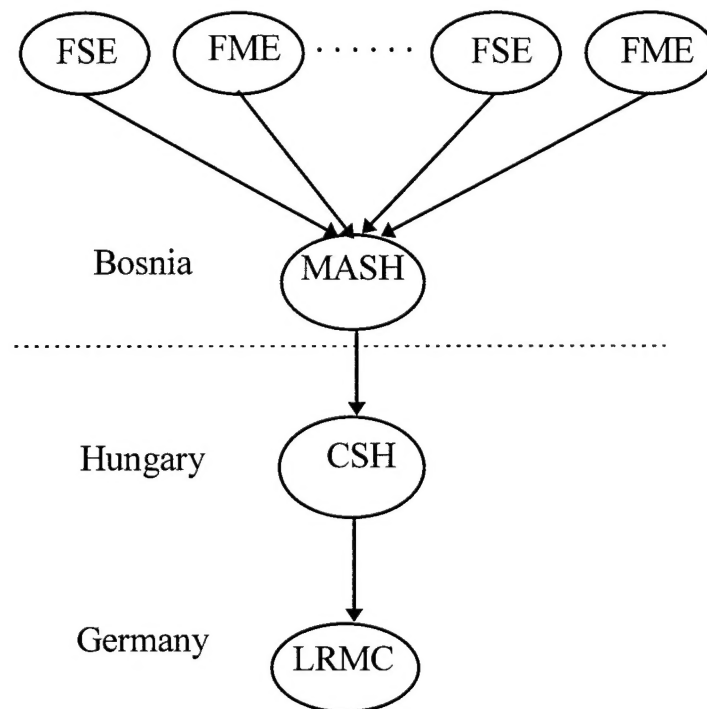 FSE FME ...... FSE FME
Bosnia MASH
Hungary CSH
Germany LRMC